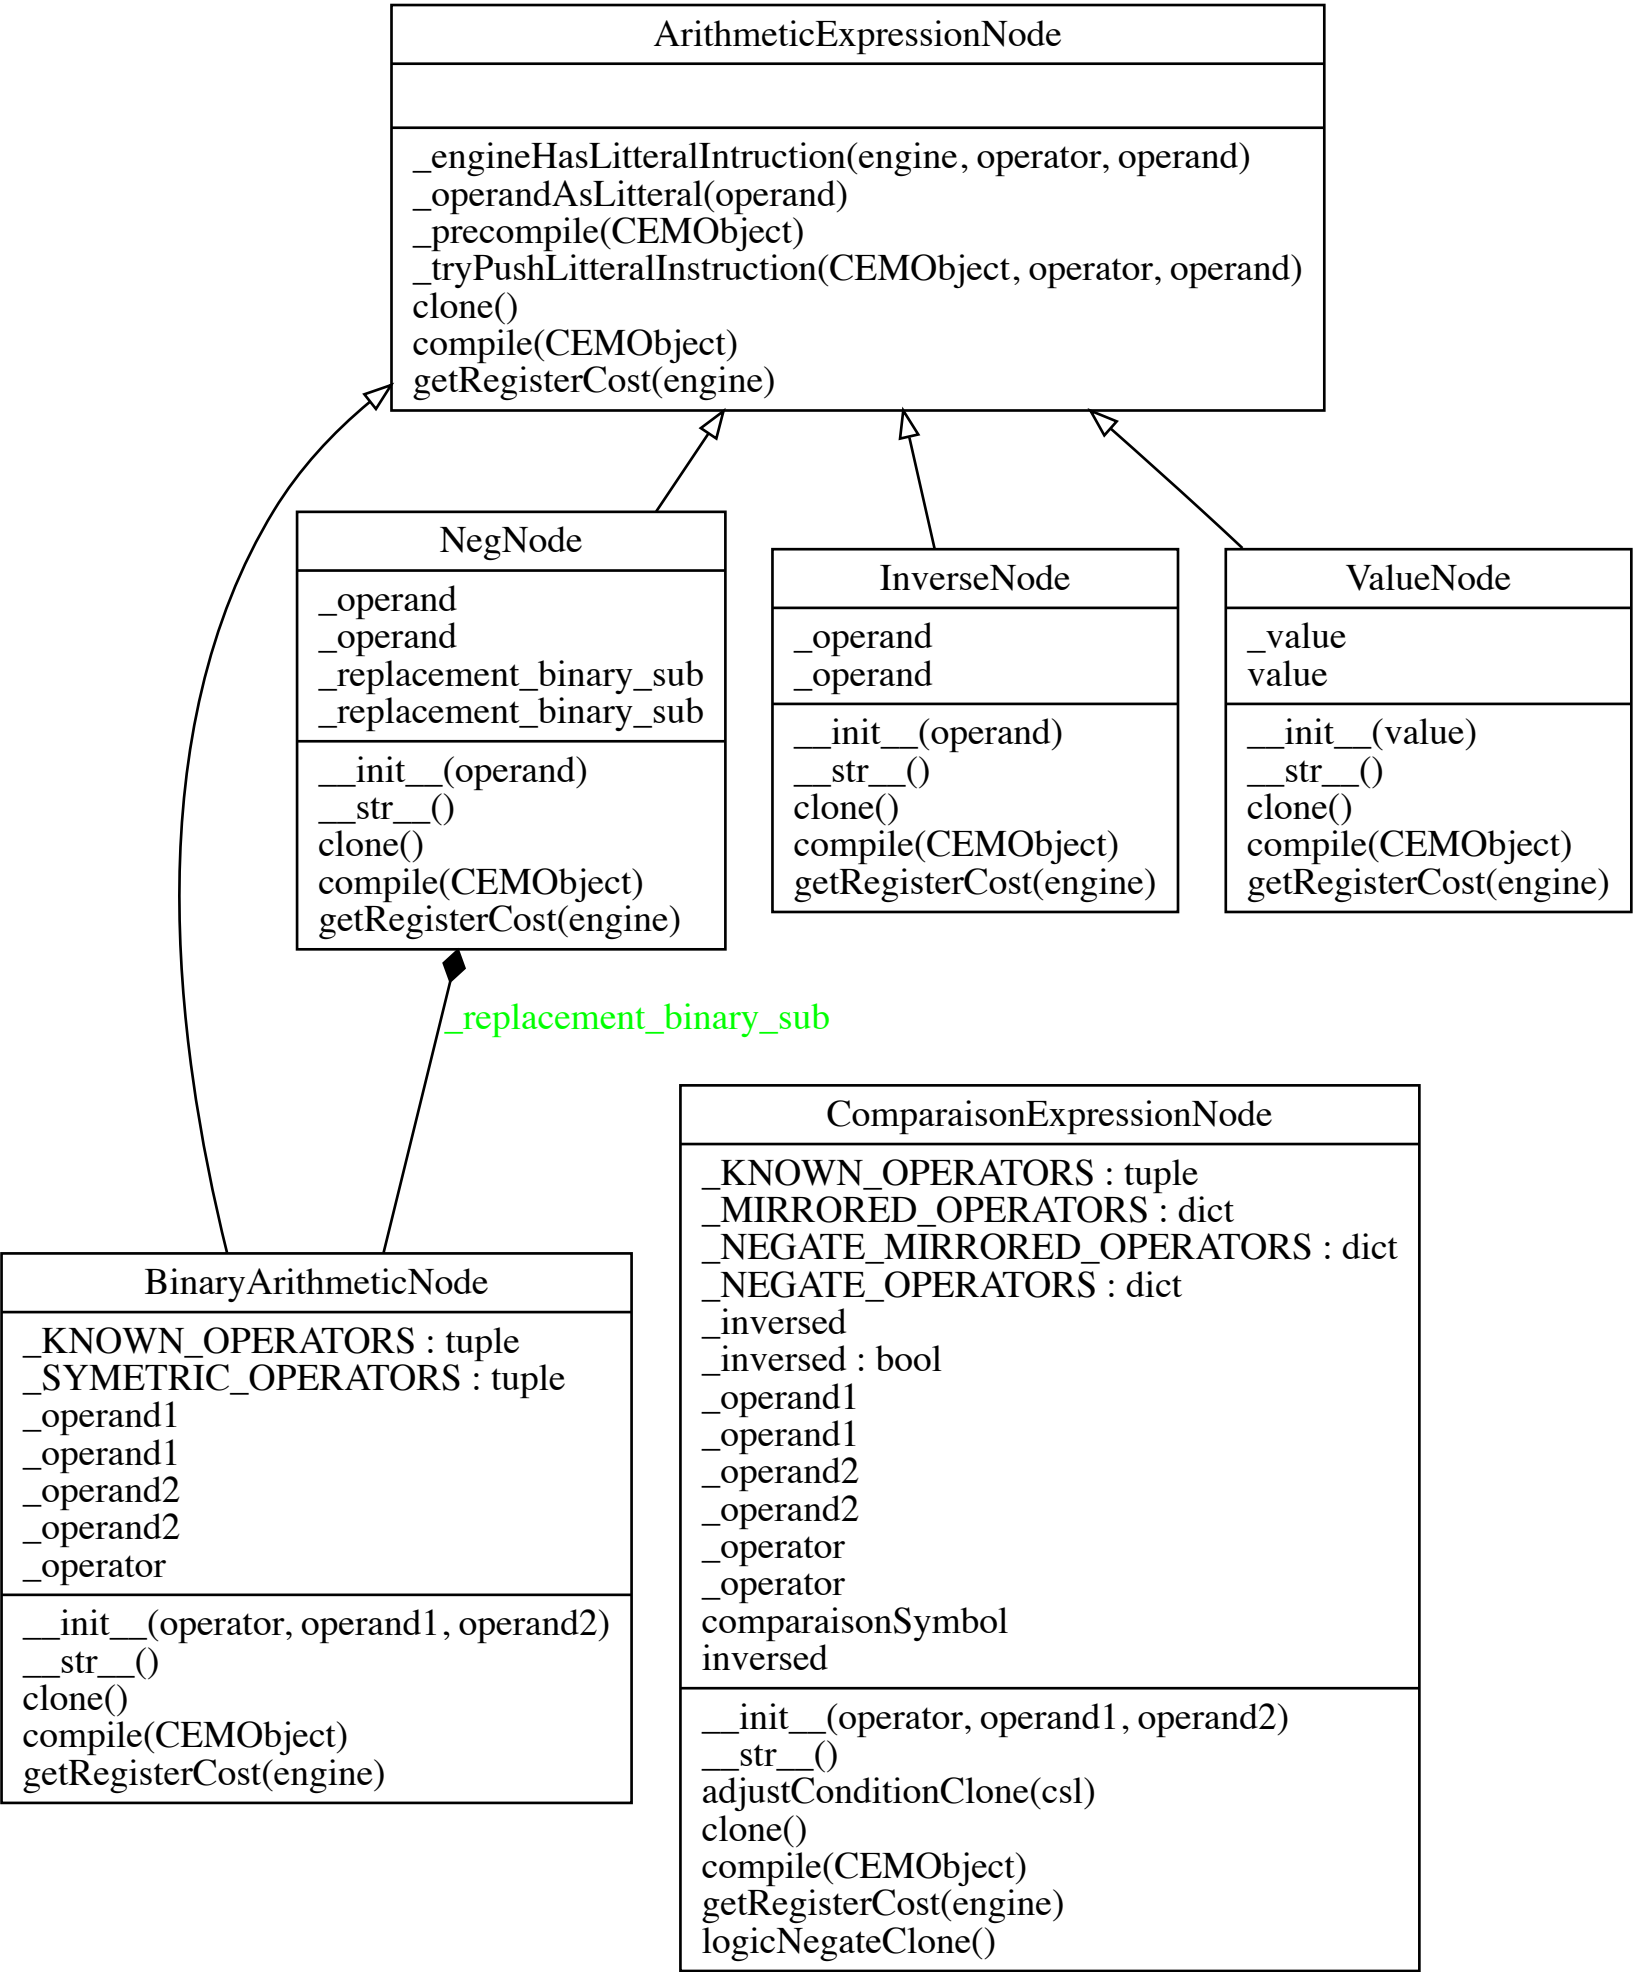 ArithmeticExpressionNode
_engineHasLitteralIntruction(engine, operator, operand)
_operandAsLitteral(operand)
_precompile(CEMObject)
_tryPushLitteralInstruction(CEMObject, operator, operand)
clone()
compile(CEMObject)
getRegisterCost(engine)
NegNode
_operand
_operand
_replacement_binary_sub
_replacement_binary_sub
__init__(operand)
__str__()
clone()
compile(CEMObject)
getRegisterCost(engine)
InverseNode
_operand
_operand
__init__(operand)
__str__()
clone()
compile(CEMObject)
getRegisterCost(engine)
ValueNode
_value
value
__init__(value)
__str__()
clone()
compile(CEMObject)
getRegisterCost(engine)
_replacement_binary_sub
BinaryArithmeticNode
_KNOWN_OPERATORS : tuple
_SYMETRIC_OPERATORS : tuple
_operand1
_operand1
_operand2
_operand2
_operator
__init__(operator, operand1, operand2)
__str__()
clone()
compile(CEMObject)
getRegisterCost(engine)
ComparaisonExpressionNode
_KNOWN_OPERATORS : tuple
_MIRRORED_OPERATORS : dict
_NEGATE_MIRRORED_OPERATORS : dict
_NEGATE_OPERATORS : dict
_inversed
_inversed : bool
_operand1
_operand1
_operand2
_operand2
_operator
_operator
comparaisonSymbol
inversed
__init__(operator, operand1, operand2)
__str__()
adjustConditionClone(csl)
clone()
compile(CEMObject)
getRegisterCost(engine)
logicNegateClone()